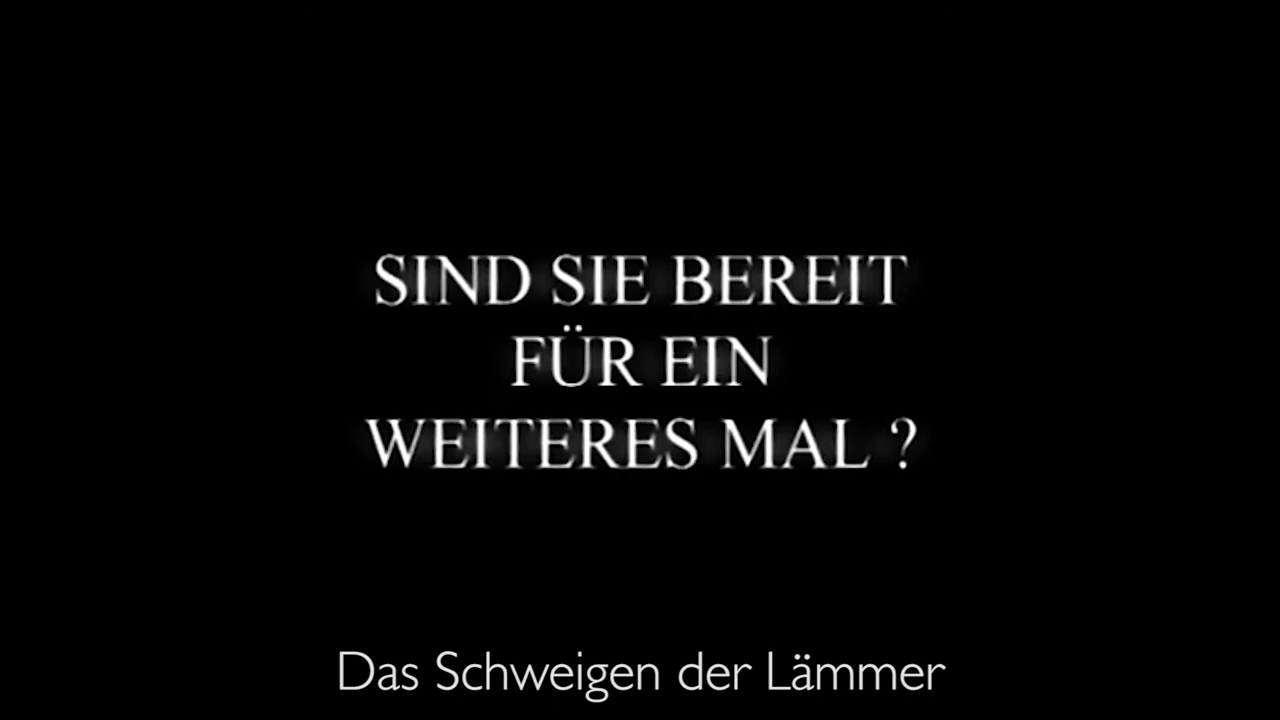 SIND SIE BEREIT
FÜR EIN
WEITERES MAL ?
Das Schweigen der Lämmer